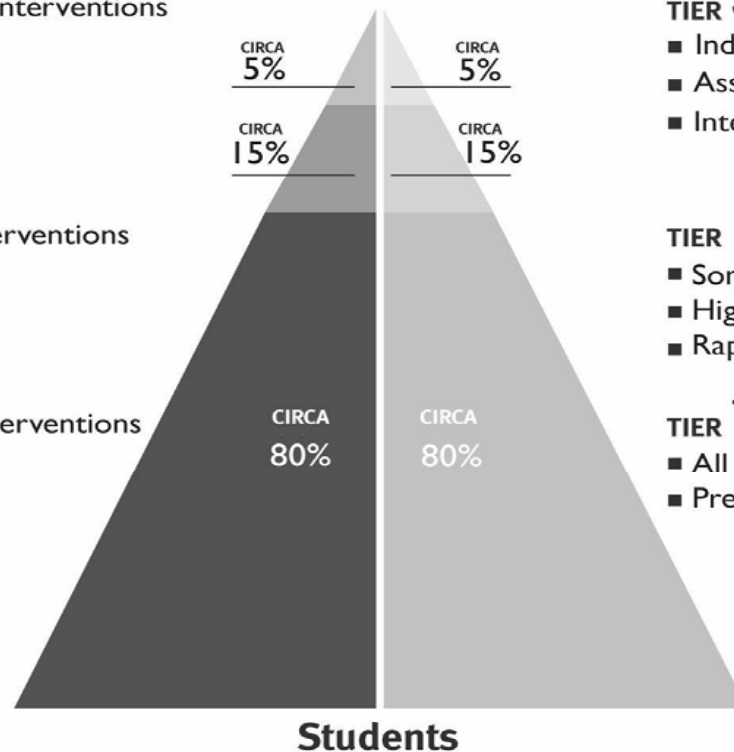 nterventions
CIRCA
5%
CIRCA
15%
erventions
erventions
CIRCA
80%
CIRCA
5%
CIRCA
15%
CIRCA
80%
TIER
Ind
Ass
Inte
TIER
Som
Hig
Rap
TIER
All
Pre
Students